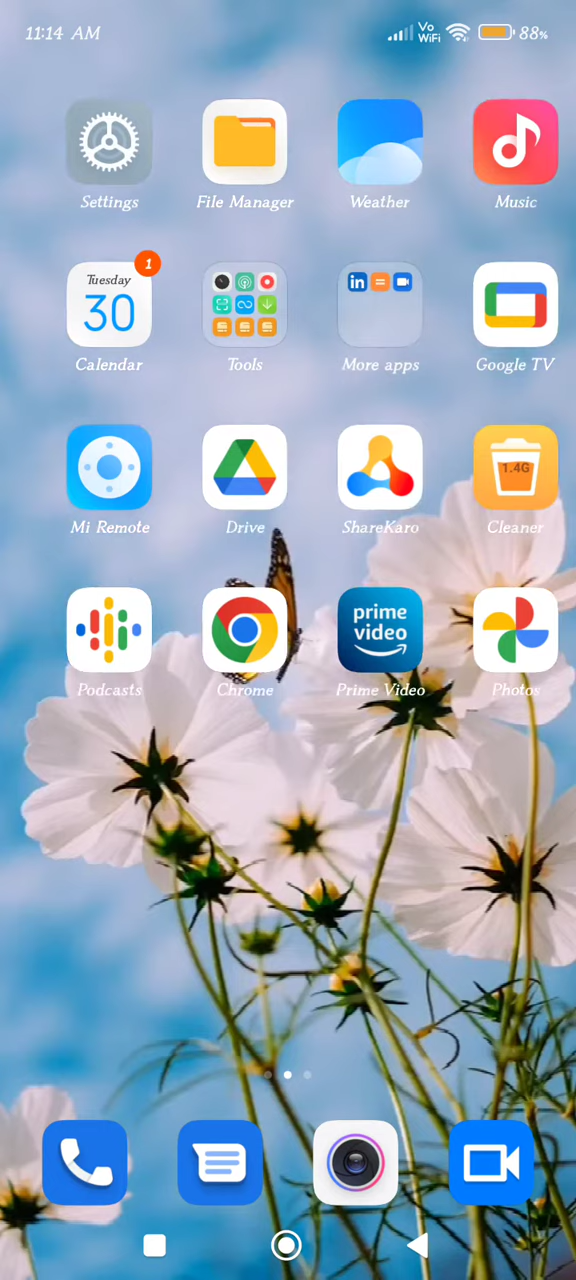 11:14 AM Vo WiFi 88%
Settings File Manager Weather Music
1
Tuesday
30
Calendar Tools More apps Google TV
in
1.4G
Mi Remote Drive ShareKaro Cleaner
prime
video
Podcasts Chrome Prime Video Photos